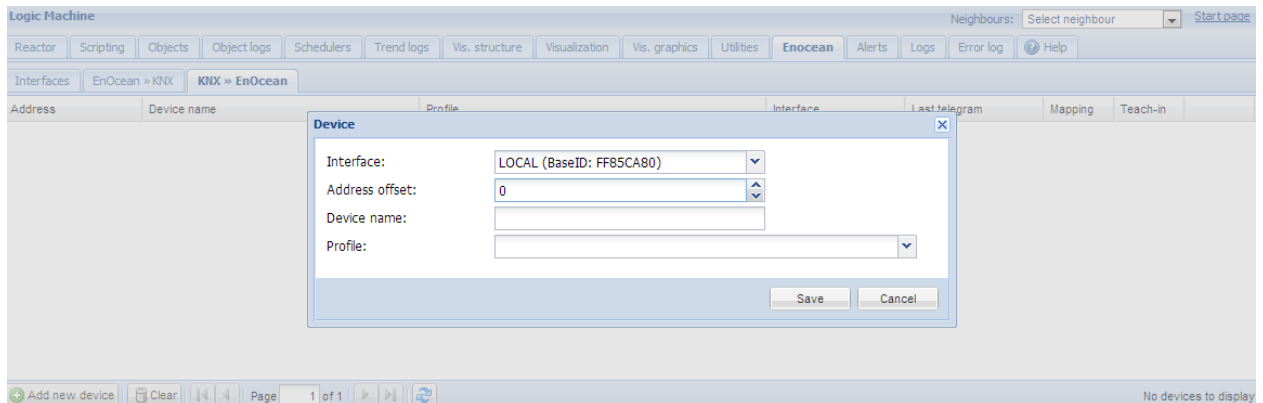 Logic Machine Neighbours: Select neighbour Start page
Reactor Scripting Objects Object logs Schedulers Trend logs Vis. structure Visualization Vis. graphics Utilities Enocean Alerts Logs Error log Help
Interfaces EnOcean » KNX KNX » EnOcean
Address Device name Profile Interface Last telegram Mapping Teach-in
Device
Interface: LOCAL (BaseID: FF85CA80)
Address offset: 0
Device name:
Profile:
Save Cancel
Add new device Clear Page 1 of 1 No devices to display